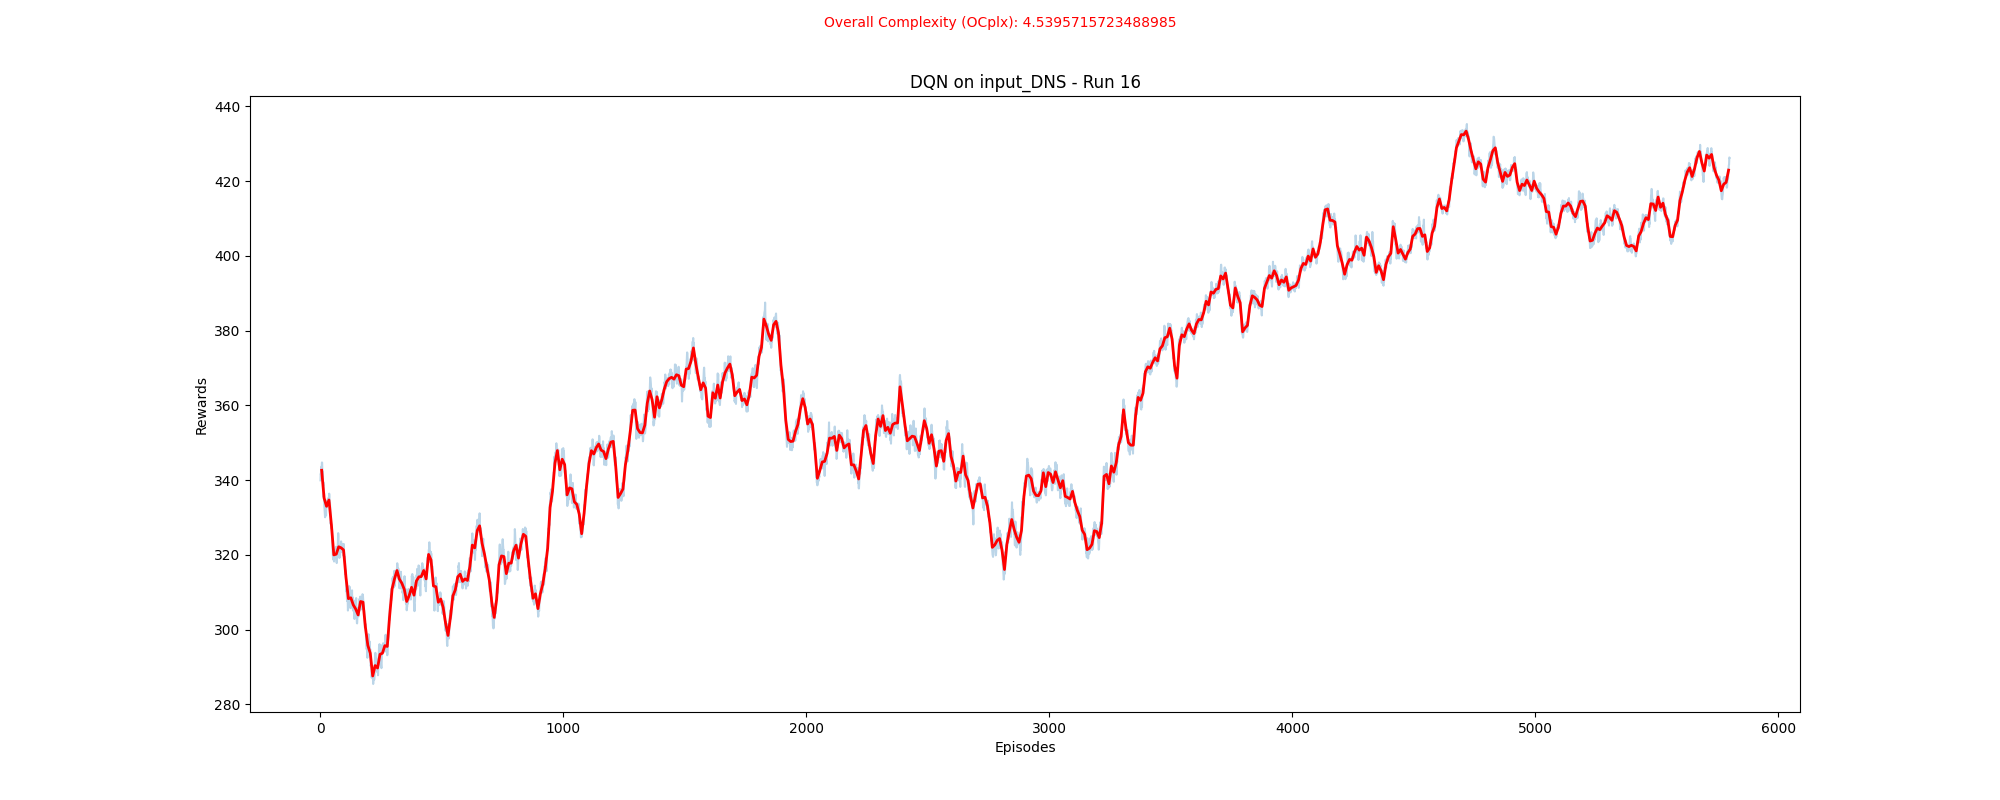 Overall Complexity (OCplx): 4.5395715723488985
DQN on input_DNS - Run 16
440
420
400
380
360
340
320
300
280
Rewards
0 1000 2000 3000 4000 5000 6000
Episodes